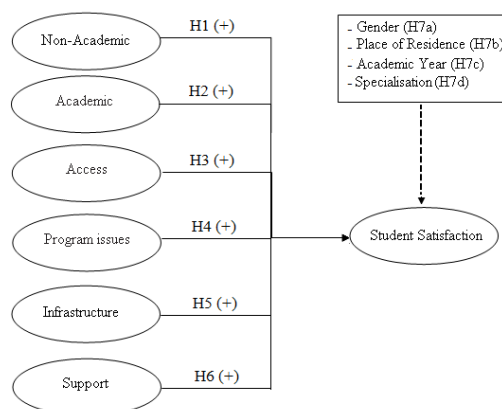 Non-Academic
H1 (+)
Academic
H2 (+)
Access
H3 (+)
Program issues
H4 (+)
Infrastructure
H5 (+)
Support
H6 (+)
- Gender (H7a)
- Place of Residence (H7b)
- Academic Year (H7c)
- Specialisation (H7d)
Student Satisfaction